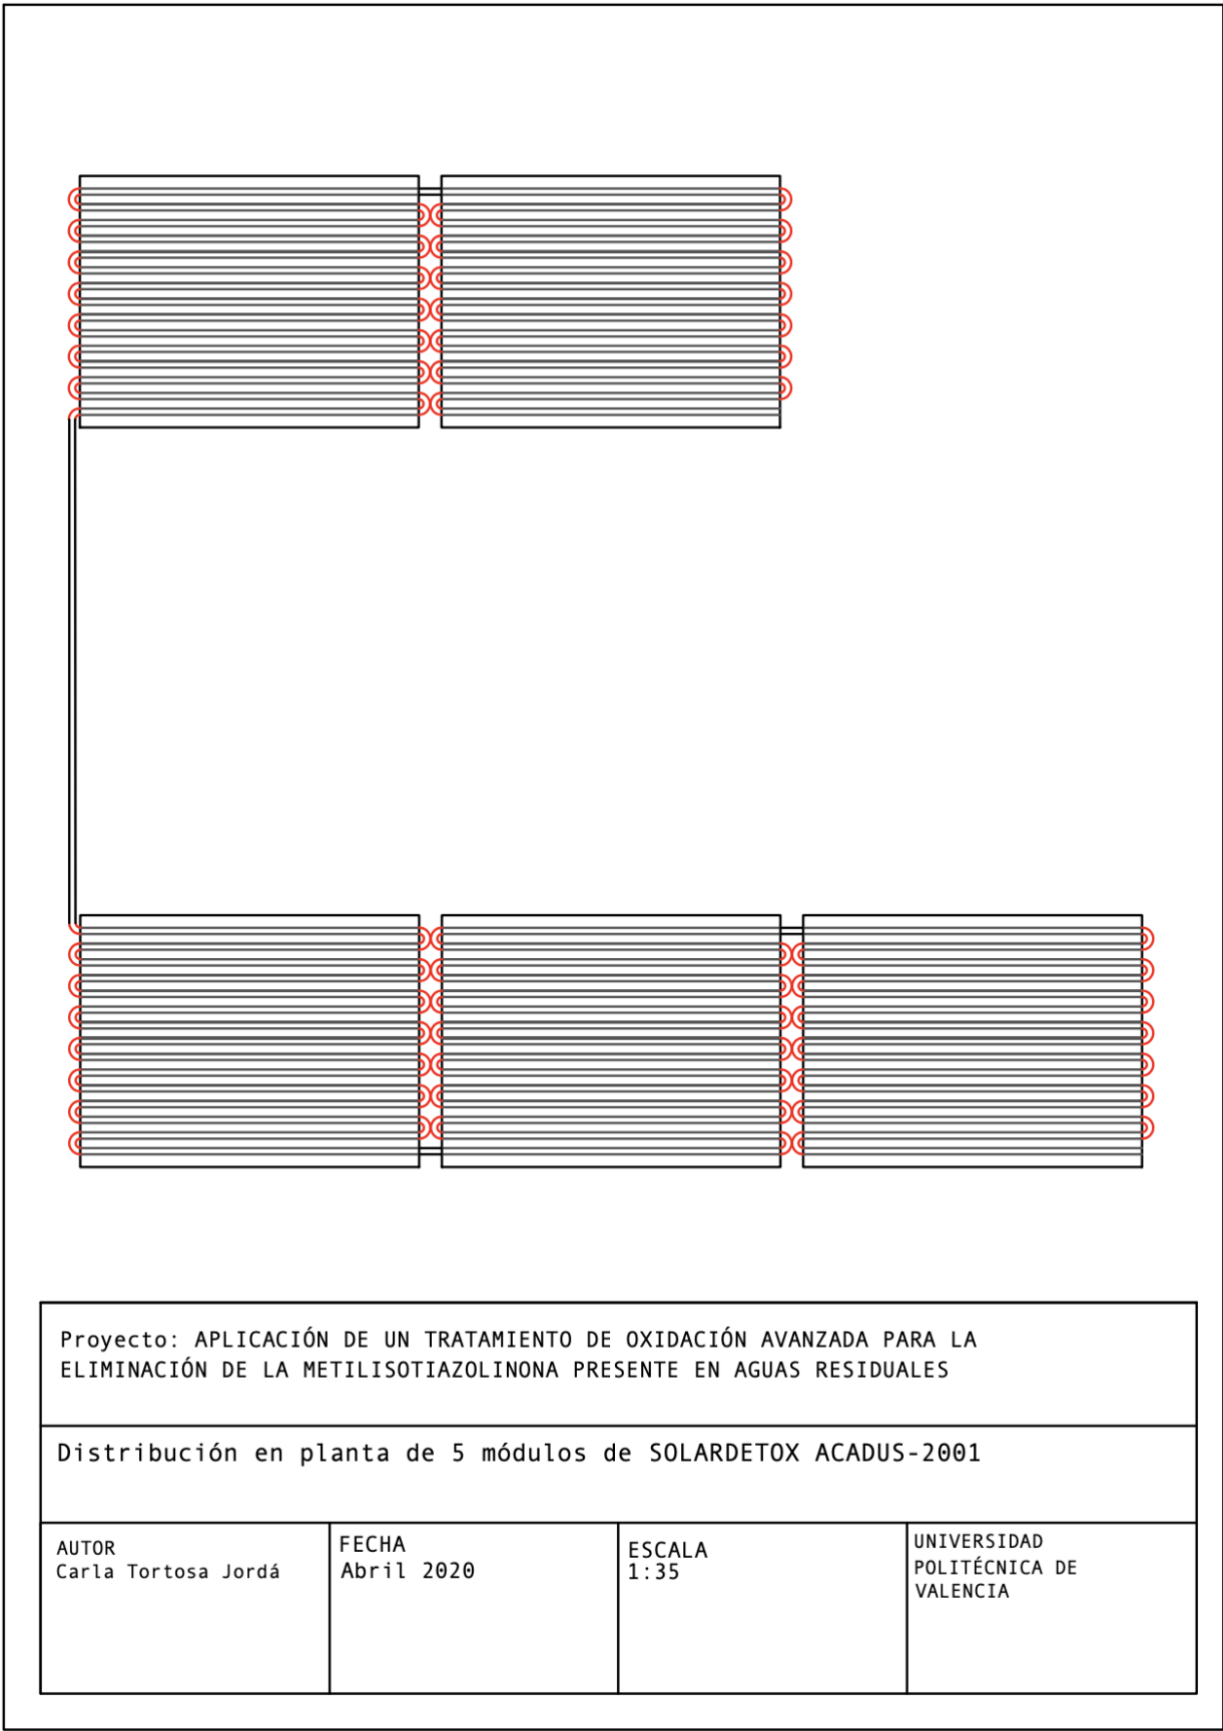 Proyecto: APLICACIÓN DE UN TRATAMIENTO DE OXIDACIÓN AVANZADA PARA LA
ELIMINACIÓN DE LA METILISOTIAZOLINONA PRESENTE EN AGUAS RESIDUALES
Distribución en planta de 5 módulos de SOLARDETOX ACADUS-2001
AUTOR
Carla Tortosa Jordá
FECHA
Abril 2020
ESCALA
1:35
UNIVERSIDAD
POLITÉCNICA DE
VALENCIA